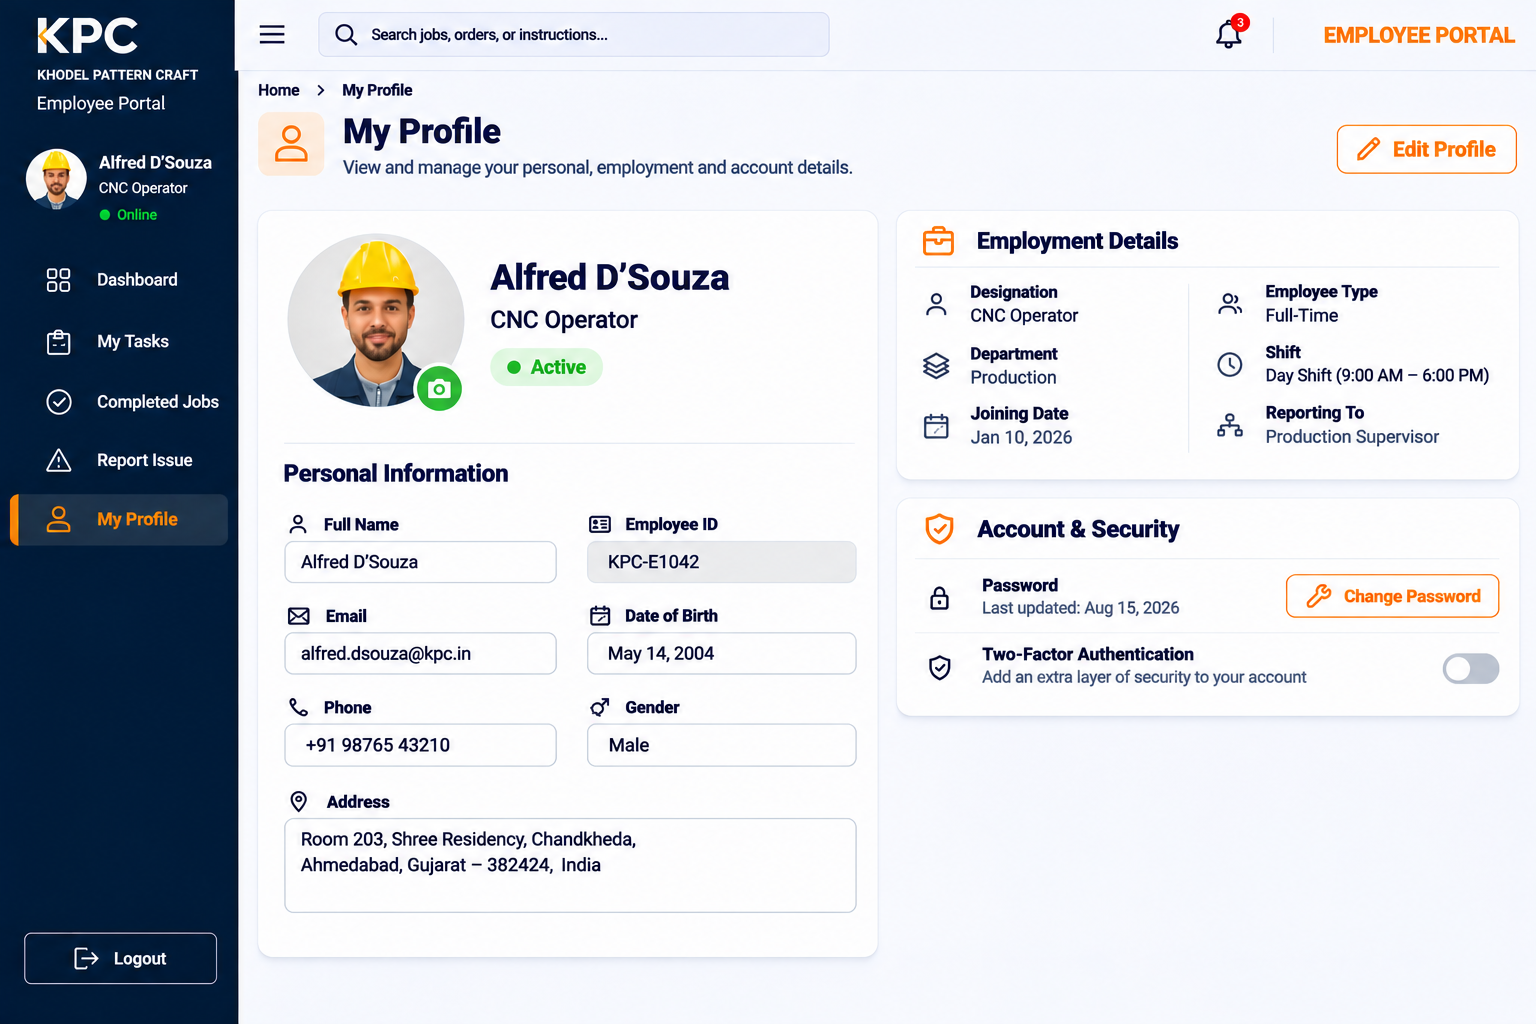 KPC
KHODEL PATTERN CRAFT
Employee Portal
Alfred D'Souza
CNC Operator
Online
Dashboard
My Tasks
Completed Jobs
Report Issue
My Profile
Logout
Search jobs, orders, or instructions...
3
EMPLOYEE PORTAL
Home > My Profile
My Profile
View and manage your personal, employment and account details.
Edit Profile
Alfred D'Souza
CNC Operator
Active
Personal Information
Full Name
Alfred D'Souza
Employee ID
KPC-E1042
Email
alfred.dsouza@kpc.in
Date of Birth
May 14, 2004
Phone
+91 98765 43210
Gender
Male
Address
Room 203, Shree Residency, Chandkheda,
Ahmedabad, Gujarat – 382424, India
Employment Details
Designation
CNC Operator
Department
Production
Joining Date
Jan 10, 2026
Employee Type
Full-Time
Shift
Day Shift (9:00 AM – 6:00 PM)
Reporting To
Production Supervisor
Account & Security
Password
Last updated: Aug 15, 2026
Change Password
Two-Factor Authentication
Add an extra layer of security to your account